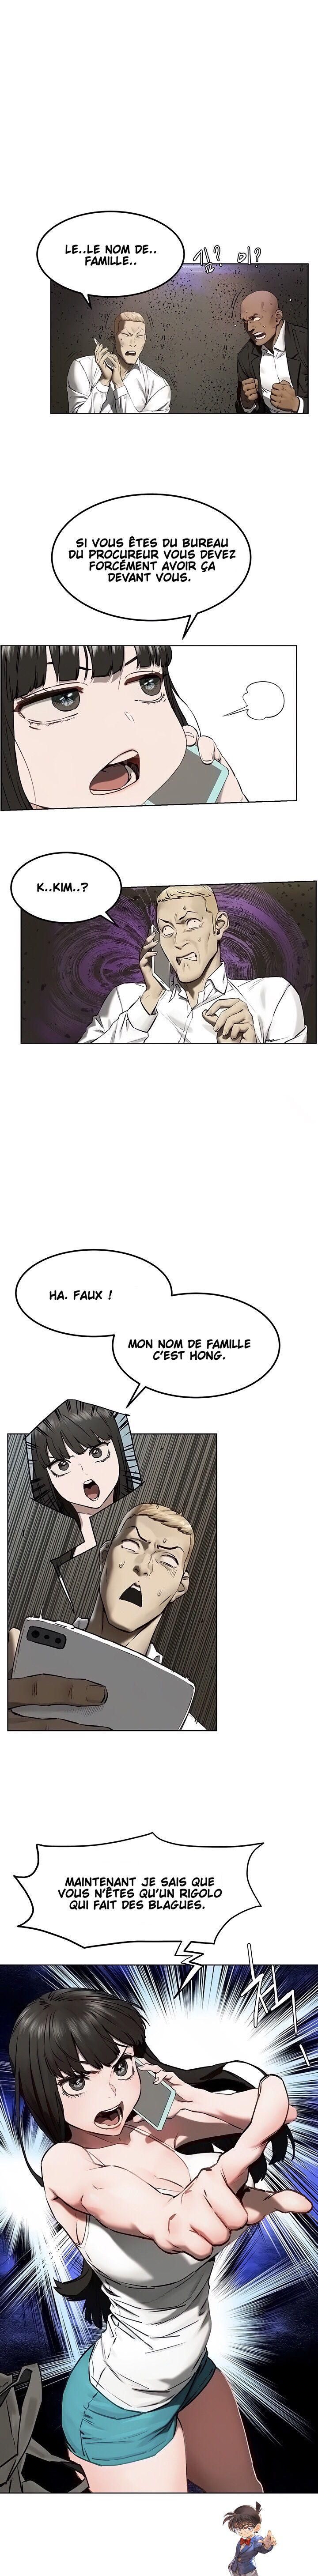 LE..LE NOM DE..
FAMILLE..
김? 이?
SI VOUS ÊTES DU BUREAU
DU PROCUREUR VOUS DEVEZ
FORCÉMENT AVOIR ÇA
DEVANT VOUS.
K..KIM..?
HA. FAUX !
MON NOM DE FAMILLE
C'EST HONG.
MAINTENANT JE SAIS QUE
VOUS N'ÊTES QU'UN RIGOLO
QUI FAIT DES BLAGUES.